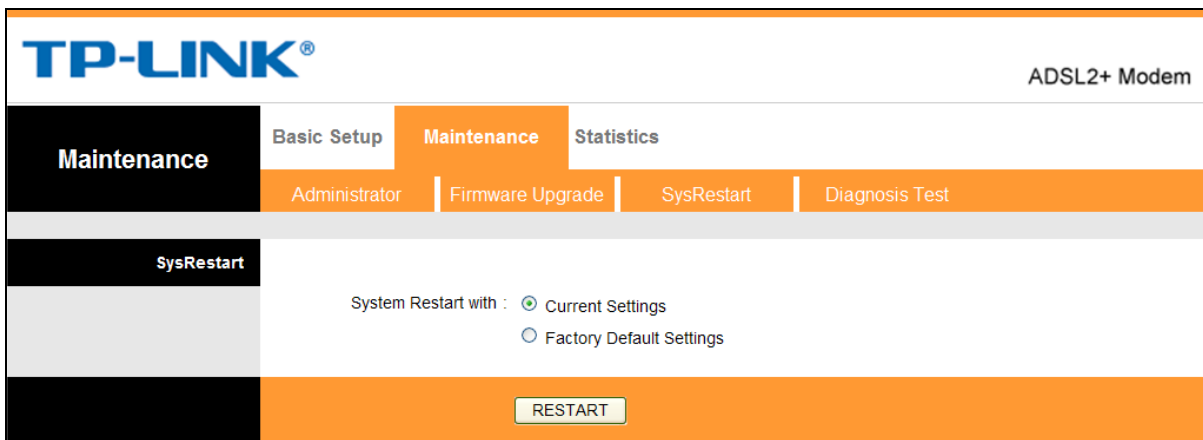 TP-LINK®
ADSL2+ Modem
Maintenance
Basic Setup Maintenance Statistics
Administrator Firmware Upgrade SysRestart Diagnosis Test
SysRestart
System Restart with : Current Settings
Factory Default Settings
RESTART